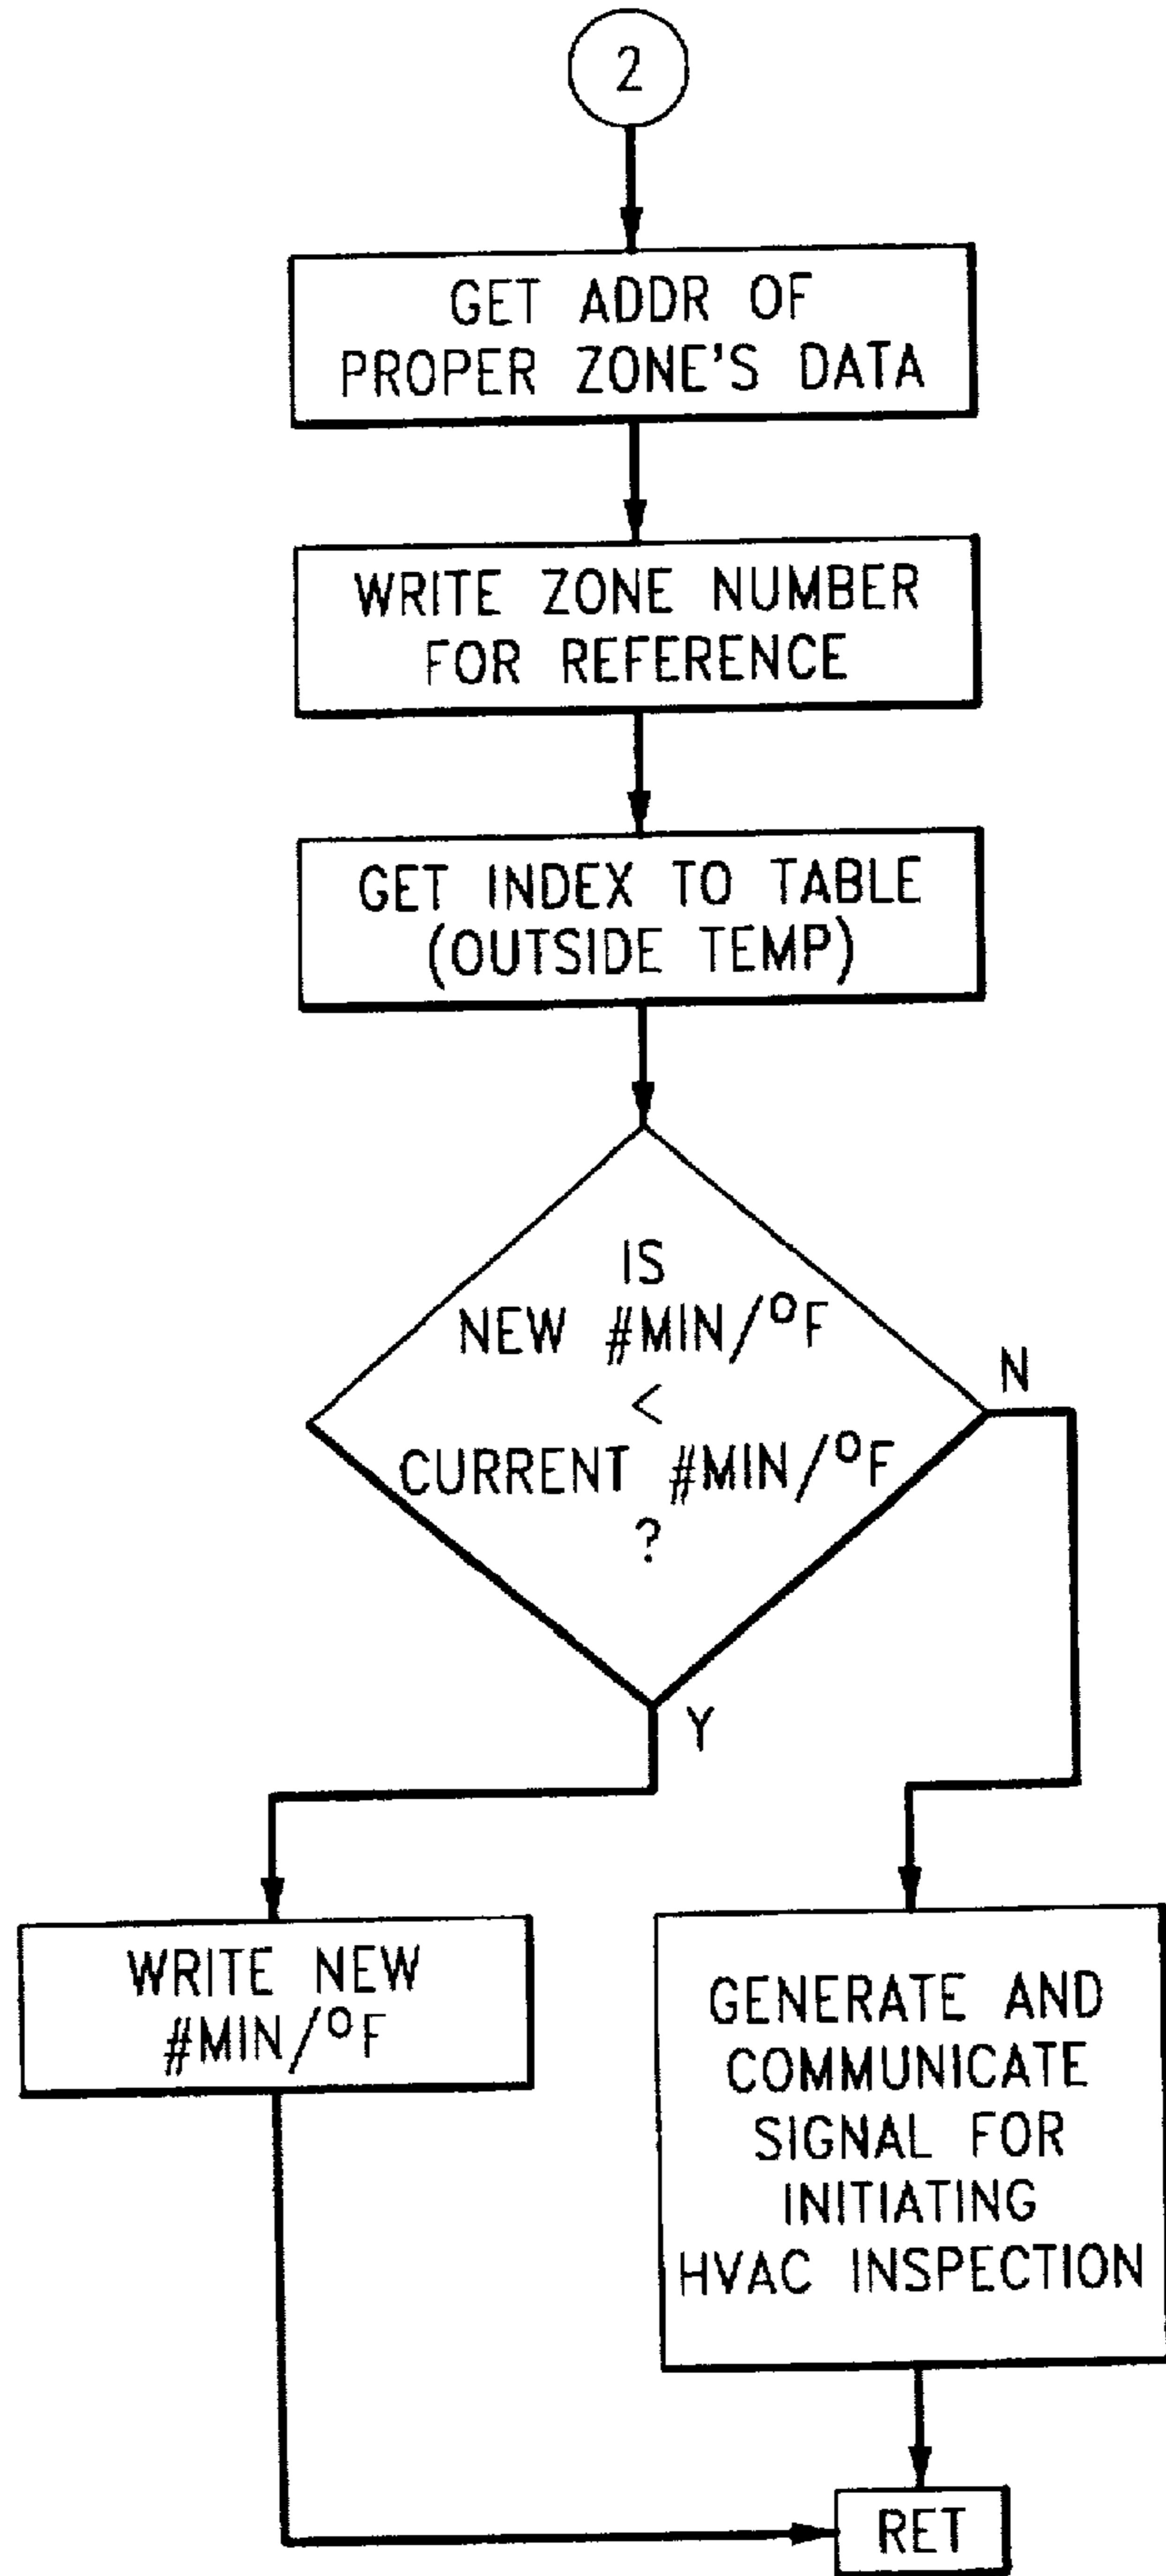 2
GET ADDR OF
PROPER ZONE'S DATA
WRITE ZONE NUMBER
FOR REFERENCE
GET INDEX TO TABLE
(OUTSIDE TEMP)
IS
NEW #MIN/°F
<
CURRENT #MIN/°F
?
N
Y
WRITE NEW
#MIN/°F
GENERATE AND
COMMUNICATE
SIGNAL FOR
INITIATING
HVAC INSPECTION
RET